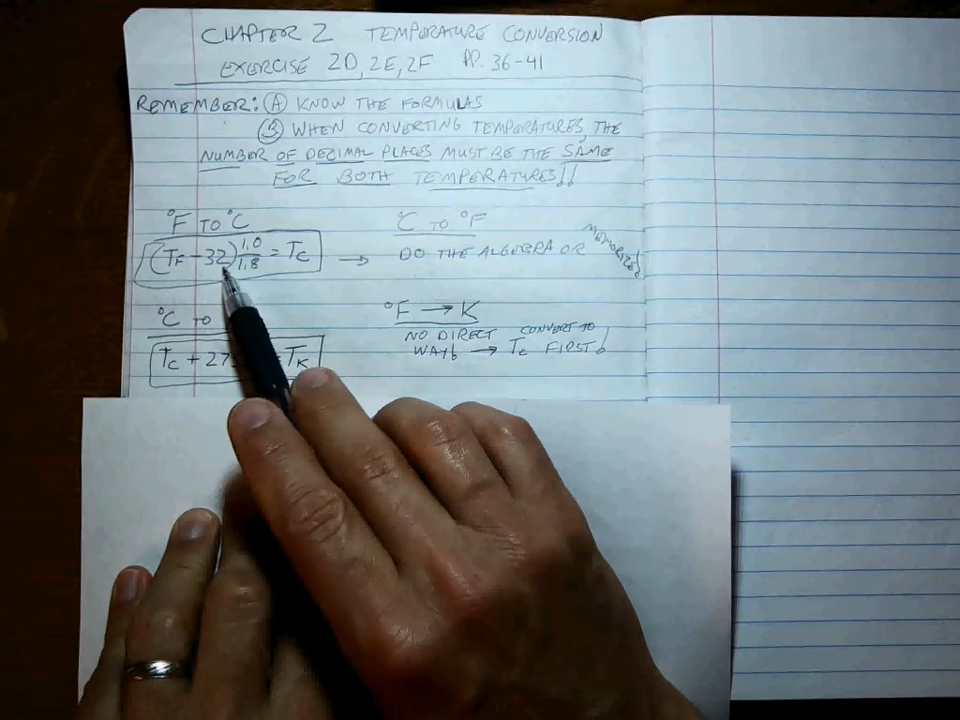 CHAPTER 2 TEMPERATURE CONVERSION
EXERCISE 2D, 2E, 2F PP. 36-41
REMEMBER: Ⓐ KNOW THE FORMULAS
Ⓑ WHEN CONVERTING TEMPERATURES, THE
NUMBER OF DECIMAL PLACES MUST BE THE SAME
FOR BOTH TEMPERATURES!!
°F TO °C
(TF - 32) 1.0/1.8 = TC →
°C TO °F
DO THE ALGEBRA OR MEMORIZE!
°C TO
TC + 27 TK
°F → K
NO DIRECT CONVERT TO
WAY! → TC FIRST!